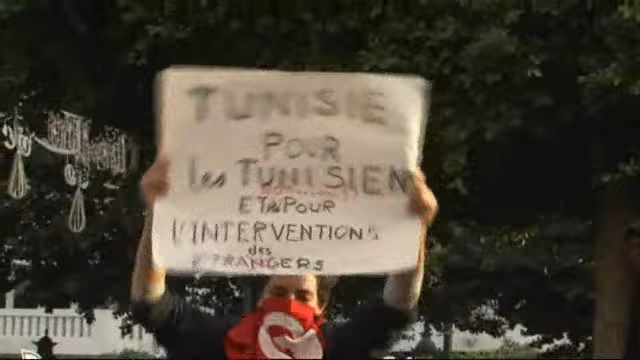 TUNISIE
POUR
les TUNISIEN
ET POUR
L'INTERVENTIONS
des
ETRANGERS